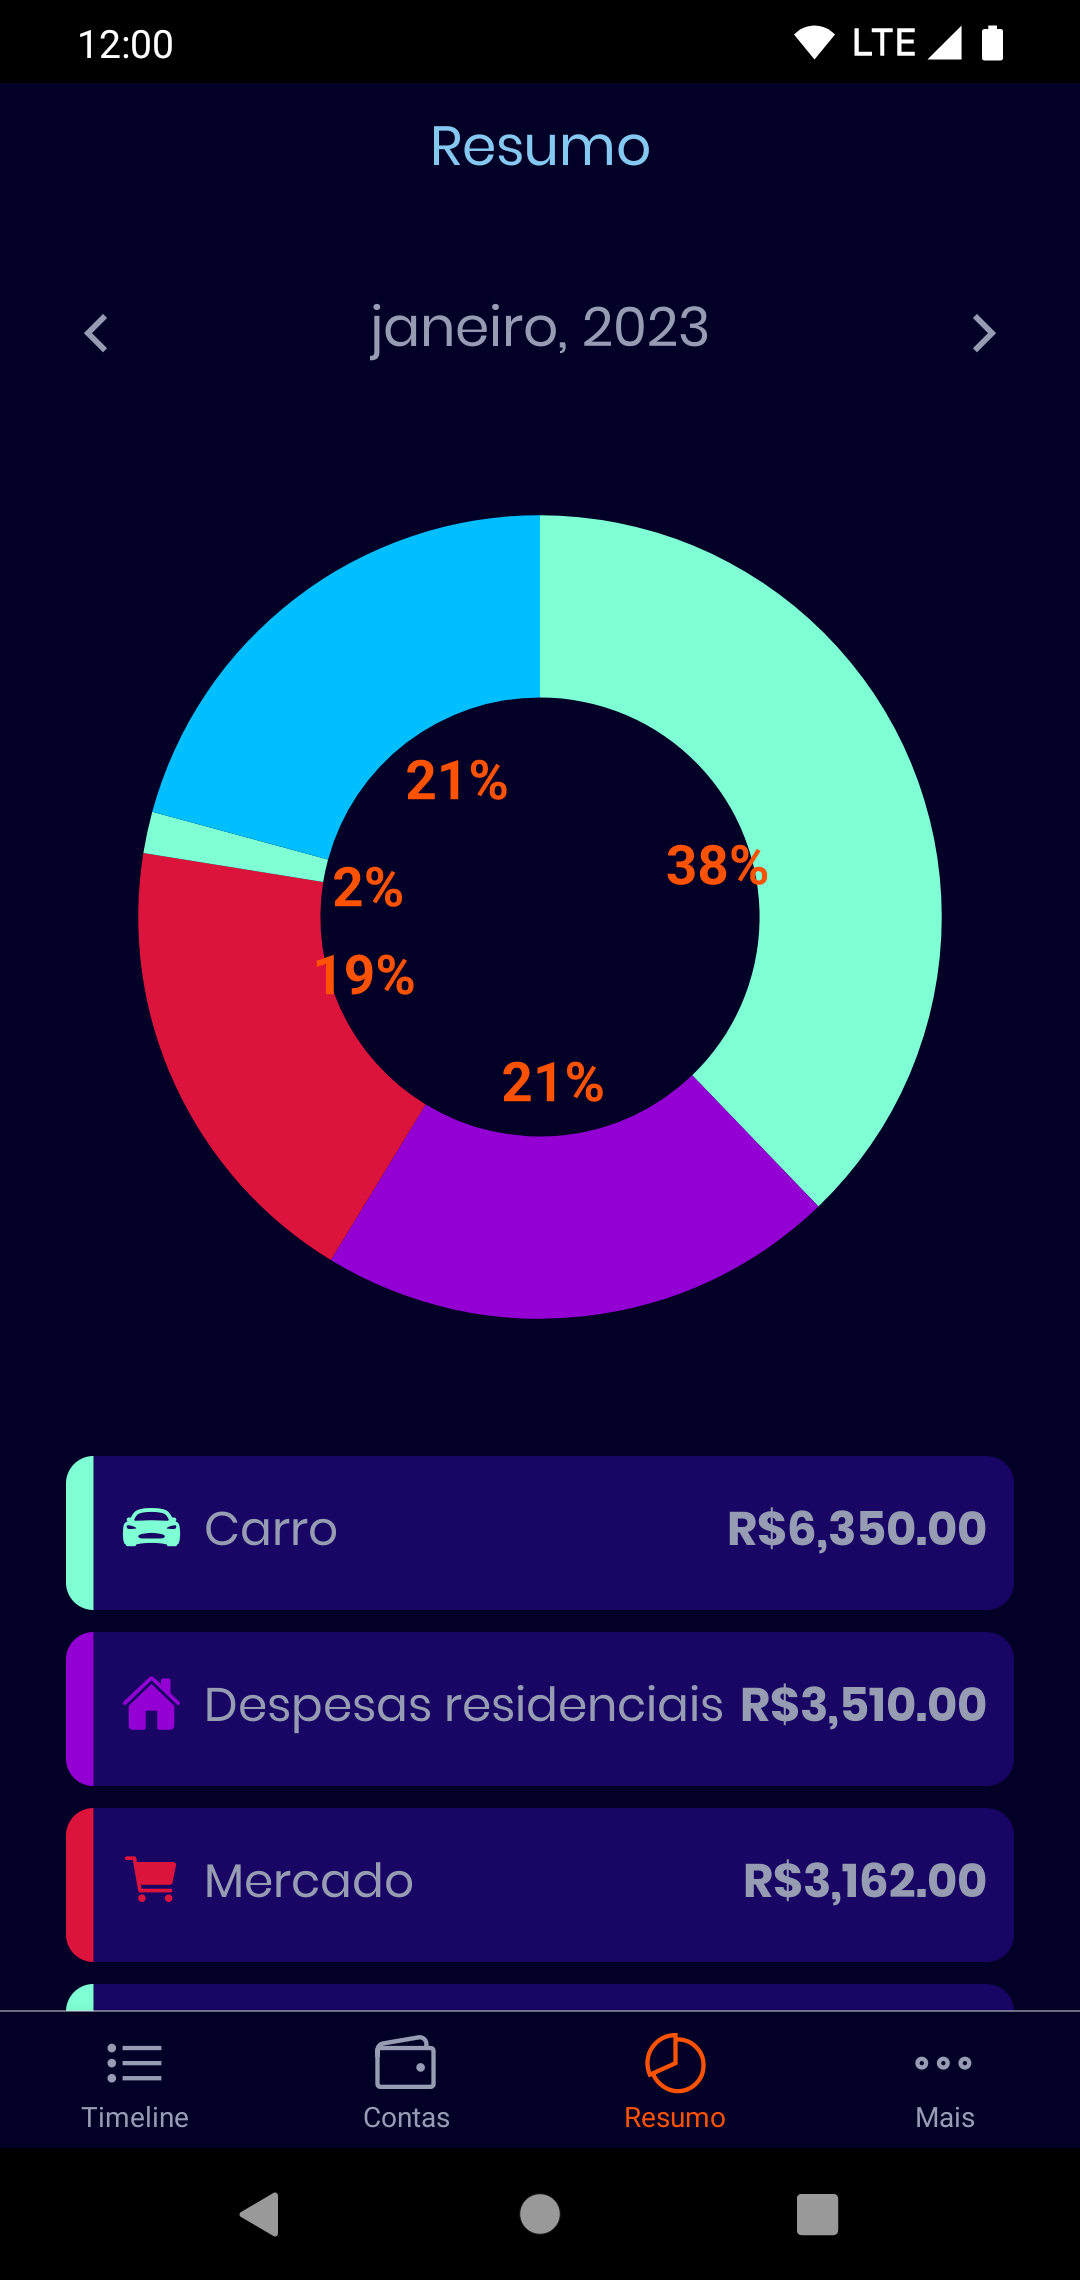 12:00 LTE
Resumo
janeiro, 2023
21%
38%
2%
19%
21%
Carro R$6,350.00
Despesas residenciais R$3,510.00
Mercado R$3,162.00
Timeline Contas Resumo Mais